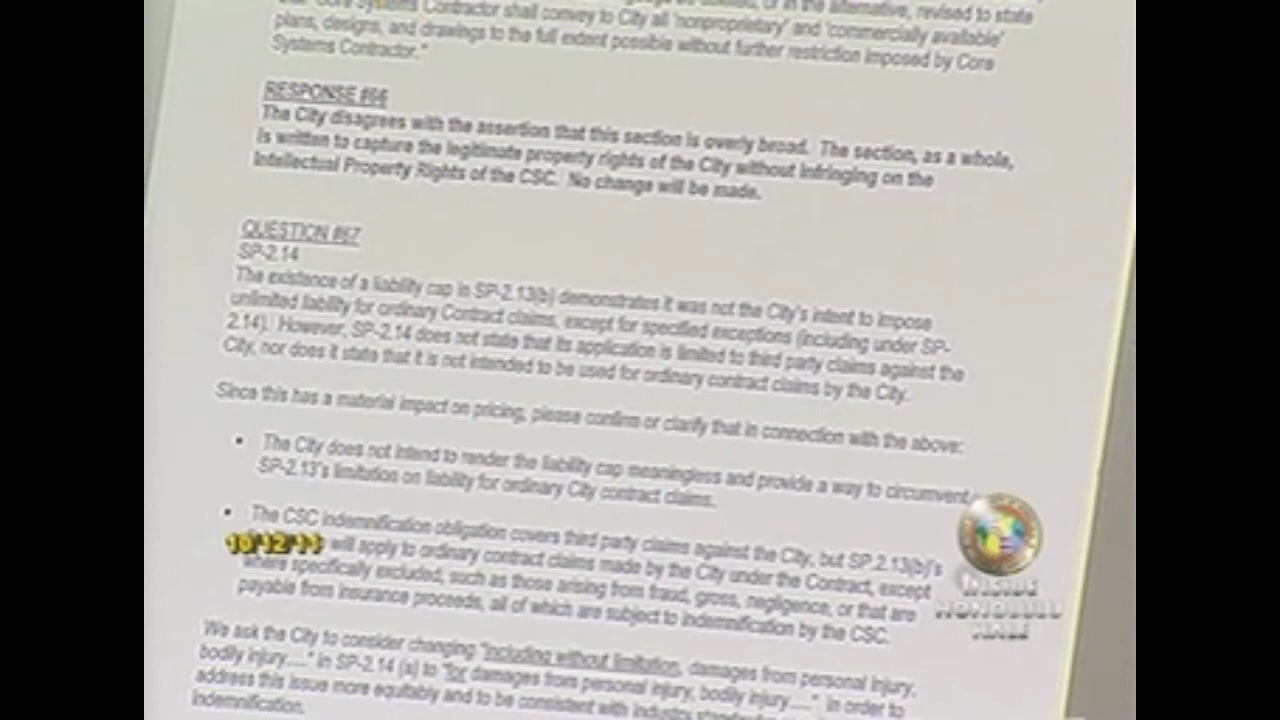 Contractor shall convey to City all 'nonproprietary' and 'commercially available'
plans, designs, and drawings to the full extent possible without further restriction imposed by Core
Systems Contractor."
RESPONSE #66
The City disagrees with the assertion that this section is overly broad. The section, as a whole,
is written to capture the legitimate property rights of the City without infringing on the
Intellectual Property Rights of the CSC. No change will be made.
QUESTION #67
SP-2.14
The existence of a liability cap in SP-2.13(b) demonstrates it was not the City's intent to impose
unlimited liability for ordinary Contract claims, except for specified exceptions (including under SP-
2.14). However, SP-2.14 does not state that its application is limited to third party claims against the
City, nor does it state that it is not intended to be used for ordinary contract claims by the City.
Since this has a material impact on pricing, please confirm or clarify that in connection with the above:
• The City does not intend to render the liability cap meaningless and provide a way to circumvent
SP-2.13's limitation on liability for ordinary City contract claims.
• The CSC indemnification obligation covers third party claims against the City, but SP.2.13(b)'s
10/12/11 will apply to ordinary contract claims made by the City under the Contract, except
where specifically excluded, such as those arising from fraud, gross, negligence, or that are
payable from insurance proceeds, all of which are subject to indemnification by the CSC.
We ask the City to consider changing "including without limitation, damages from personal injury,
bodily injury....." in SP-2.14 (a) to "for damages from personal injury, bodily injury....." in order to
address this issue more equitably and to be consistent with industry
indemnification.
INSIDE
HONOLULU
HALE